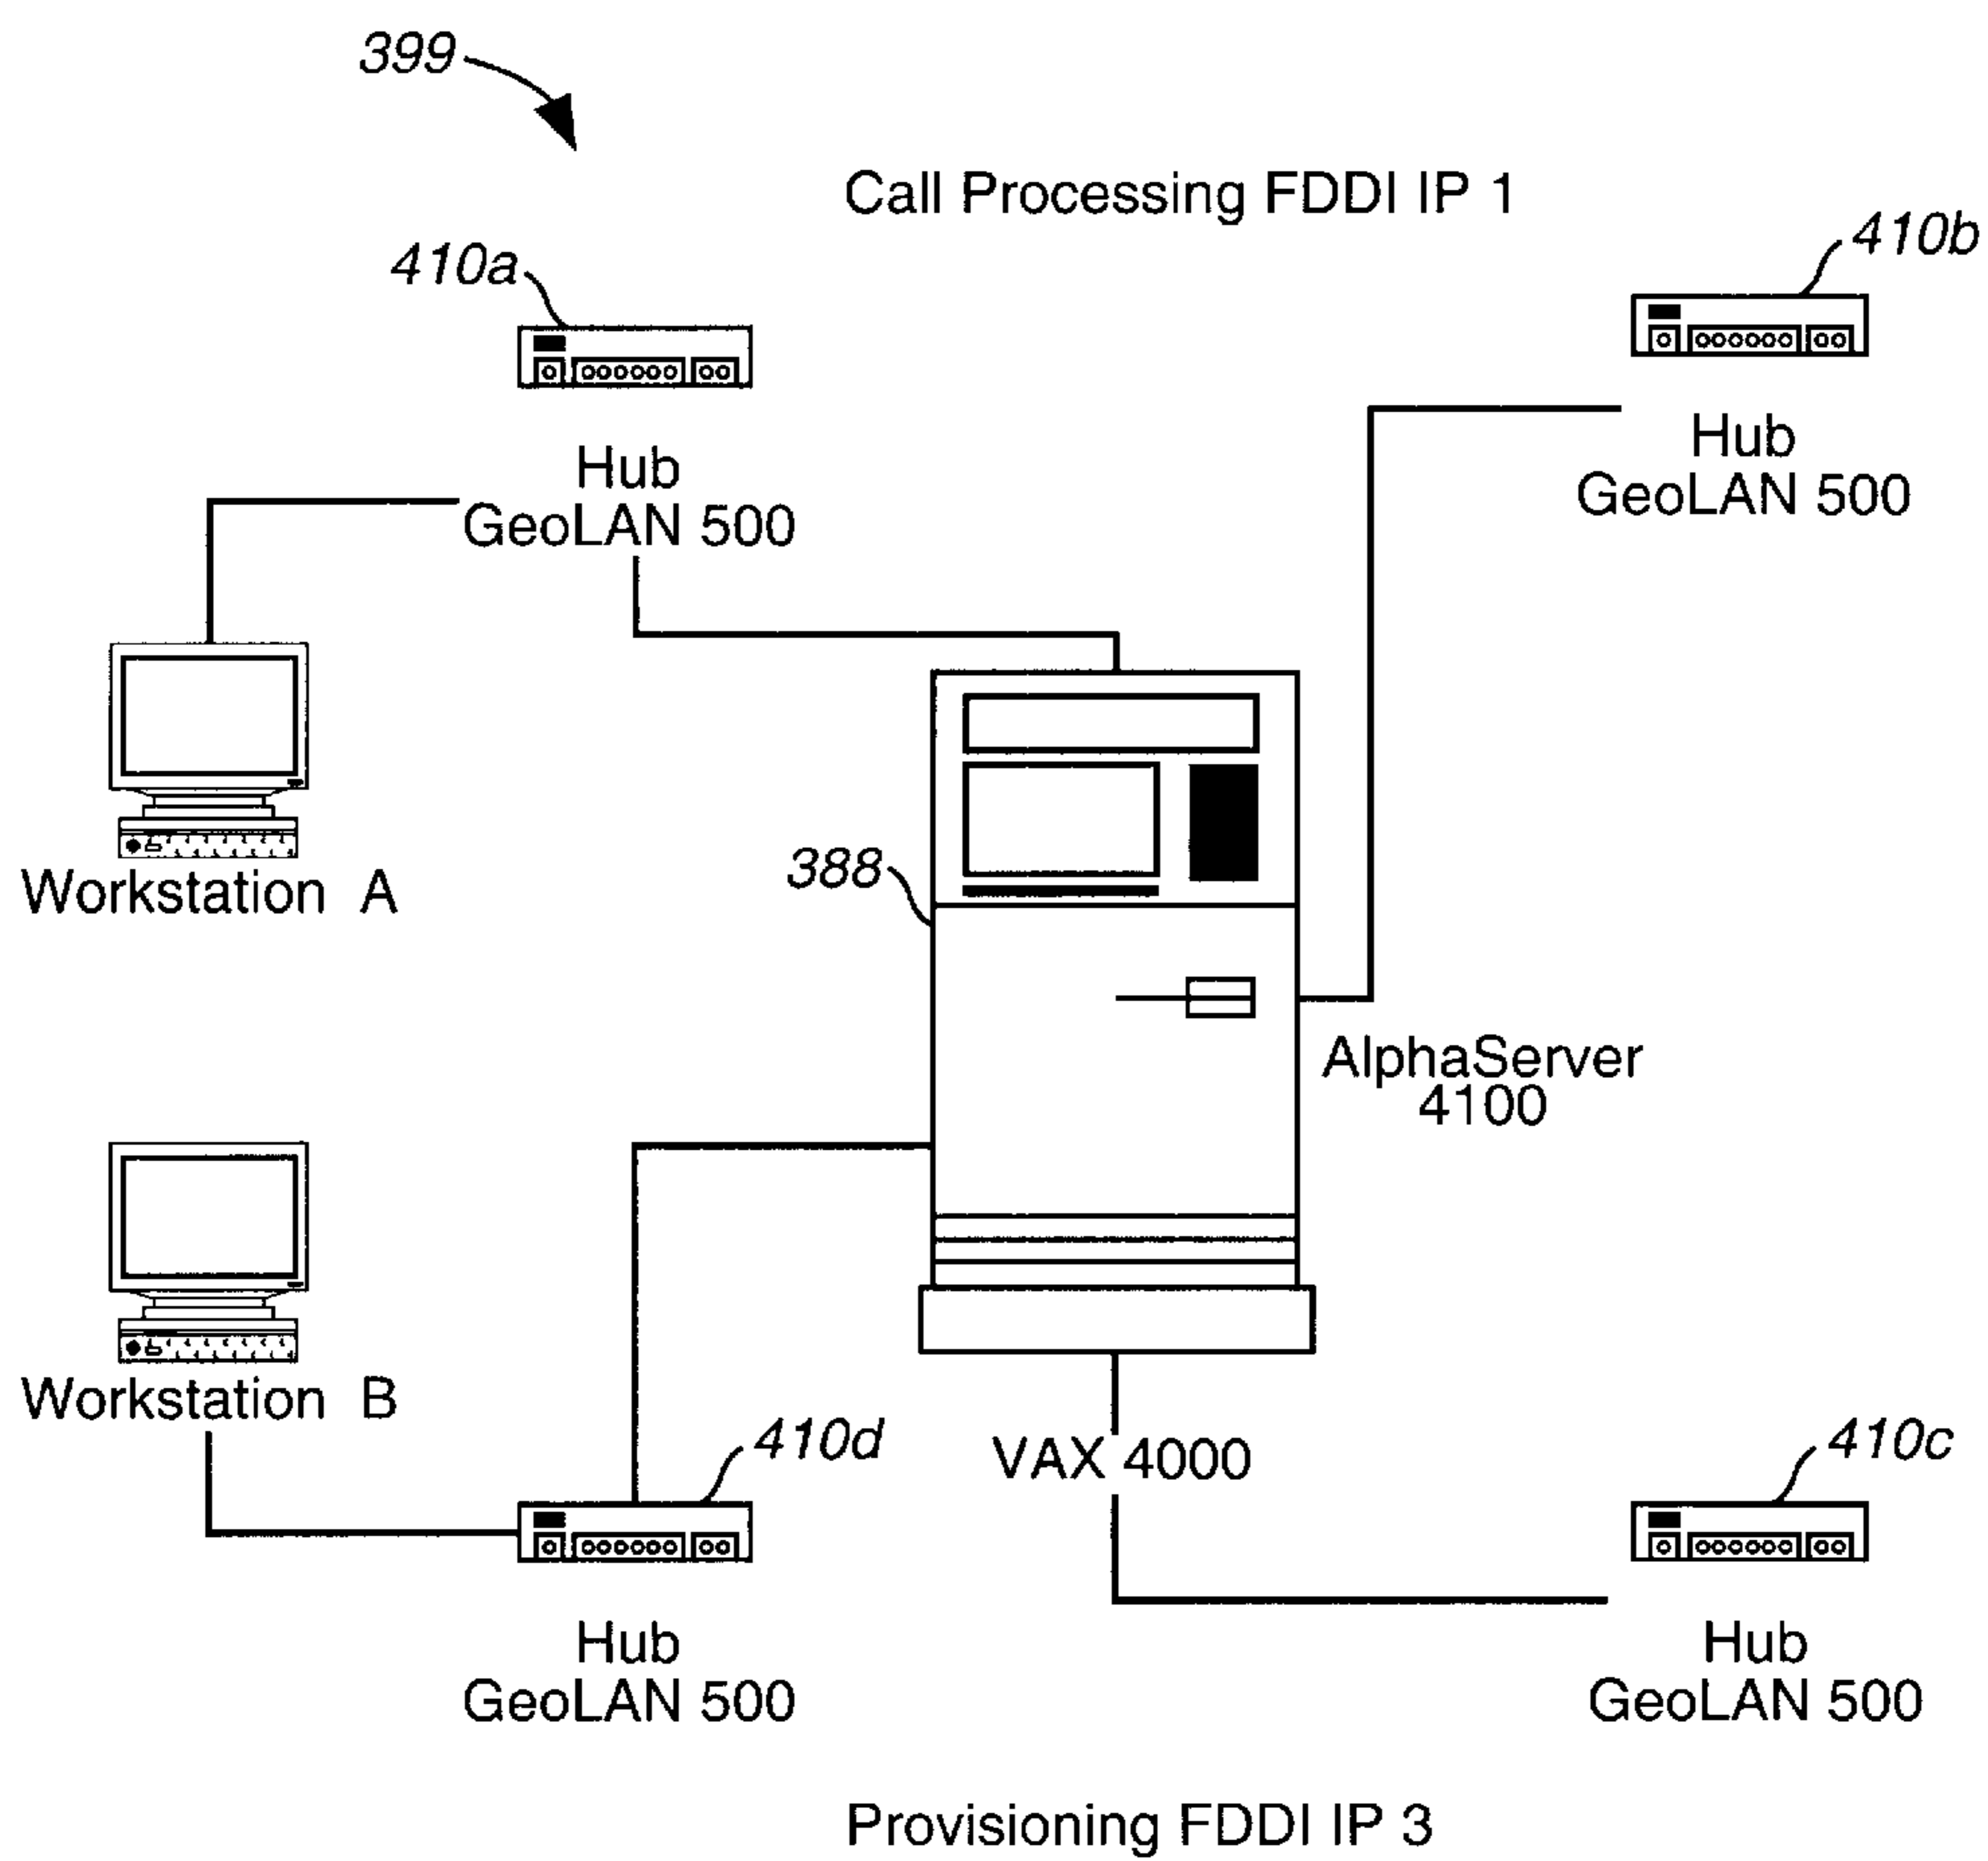 399
Call Processing FDDI IP 1
410a
410b
Hub
GeoLAN 500
Hub
GeoLAN 500
Workstation A
388
AlphaServer
4100
Workstation B
410d
VAX 4000
410c
Hub
GeoLAN 500
Hub
GeoLAN 500
Provisioning FDDI IP 3